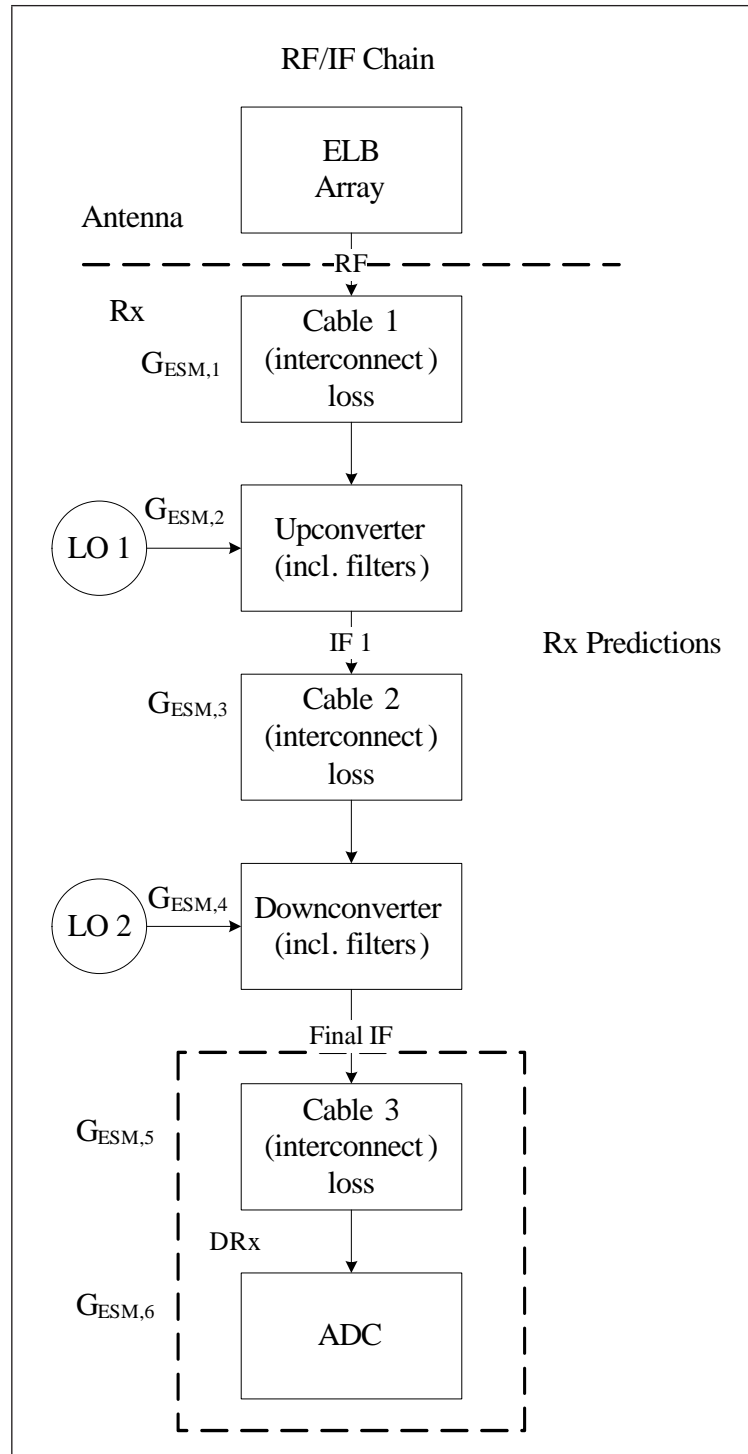 RF/IF Chain
ELB
Array
Antenna
RF
Rx
Cable 1
(interconnect)
loss
G_ESM,1
G_ESM,2
LO 1
Upconverter
(incl. filters)
IF 1
Rx Predictions
Cable 2
(interconnect)
loss
G_ESM,3
G_ESM,4
LO 2
Downconverter
(incl. filters)
Final IF
Cable 3
(interconnect)
loss
G_ESM,5
DRx
G_ESM,6
ADC